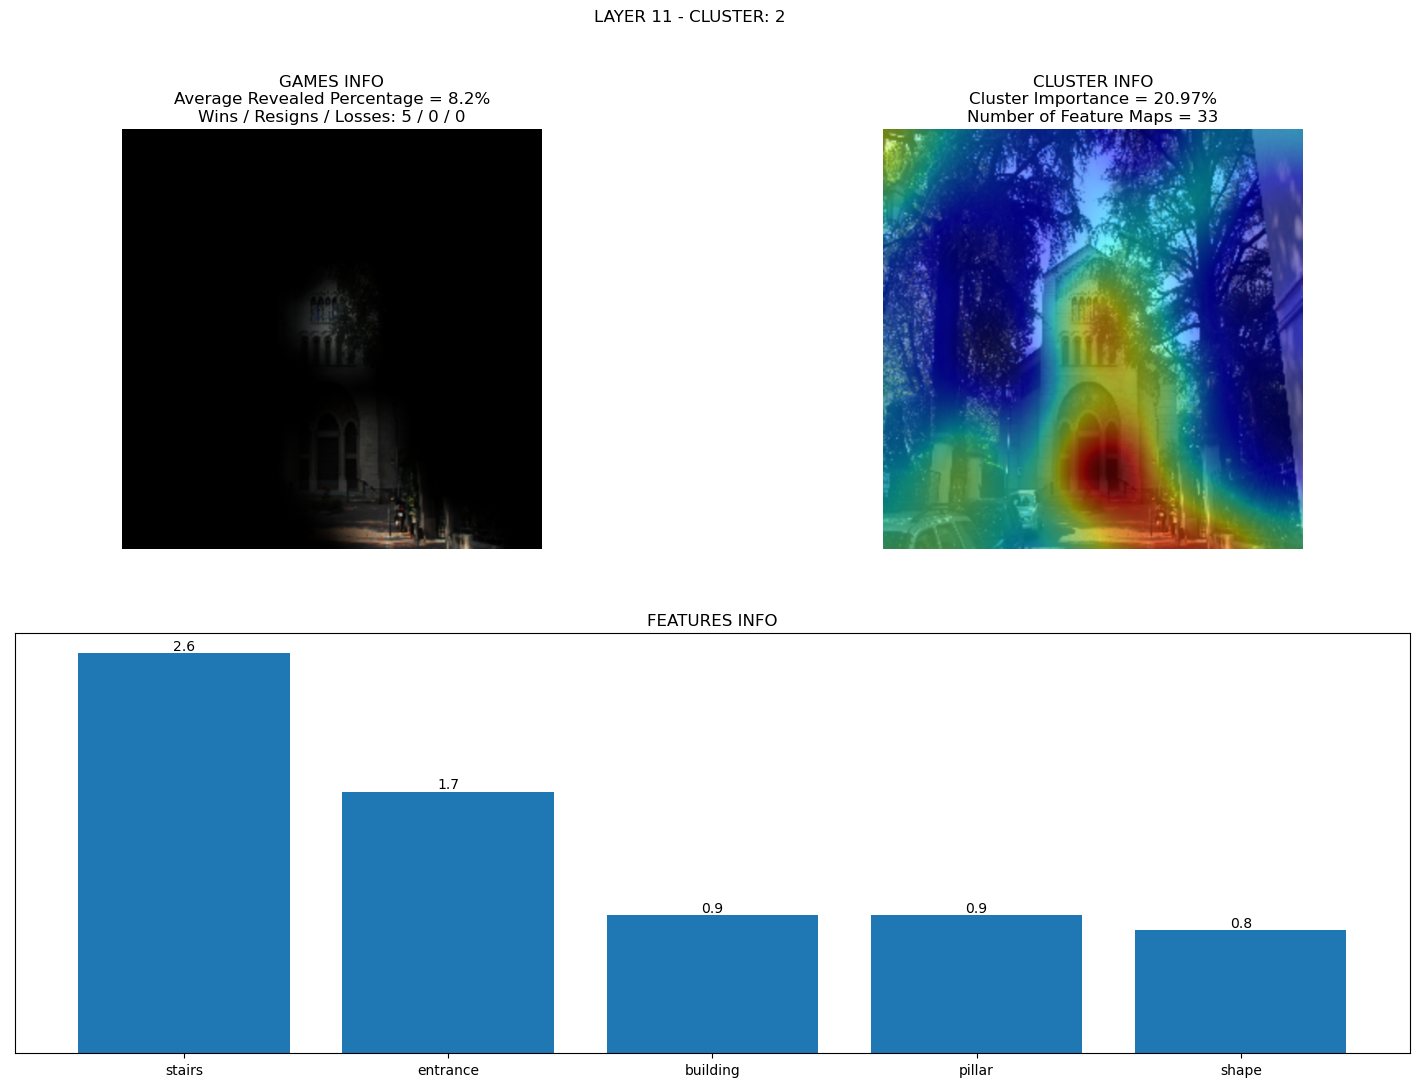 LAYER 11 - CLUSTER: 2
GAMES INFO
Average Revealed Percentage = 8.2%
Wins / Resigns / Losses: 5 / 0 / 0
CLUSTER INFO
Cluster Importance = 20.97%
Number of Feature Maps = 33
FEATURES INFO
2.6
1.7
0.9
0.9
0.8
stairs
entrance
building
pillar
shape